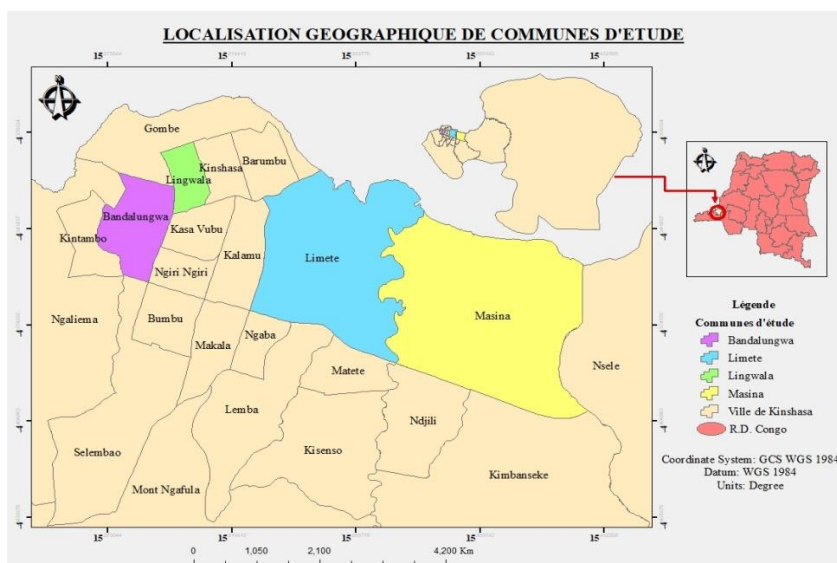 LOCALISATION GEOGRAPHIQUE DE COMMUNES D'ETUDE
15
15
15
15
15
Gombe
Lingwala
Kinshasa
Barumbu
Bandalungwa
Kintambo
Kasa Vubu
Kalamu
Limete
Ngiri Ngiri
Ngaliema
Bumbu
Makala
Ngaba
Masina
Matete
Nsele
Lemba
Ndjili
Selembao
Kisenso
Mont Ngafula
Kimbanseke
15
15
15
15
15
0
1,050
2,100
4,200 Km
Légende
Communes d'étude
Bandalungwa
Limete
Lingwala
Masina
Ville de Kinshasa
R.D. Congo
Coordinate System: GCS WGS 1984
Datum: WGS 1984
Units: Degree